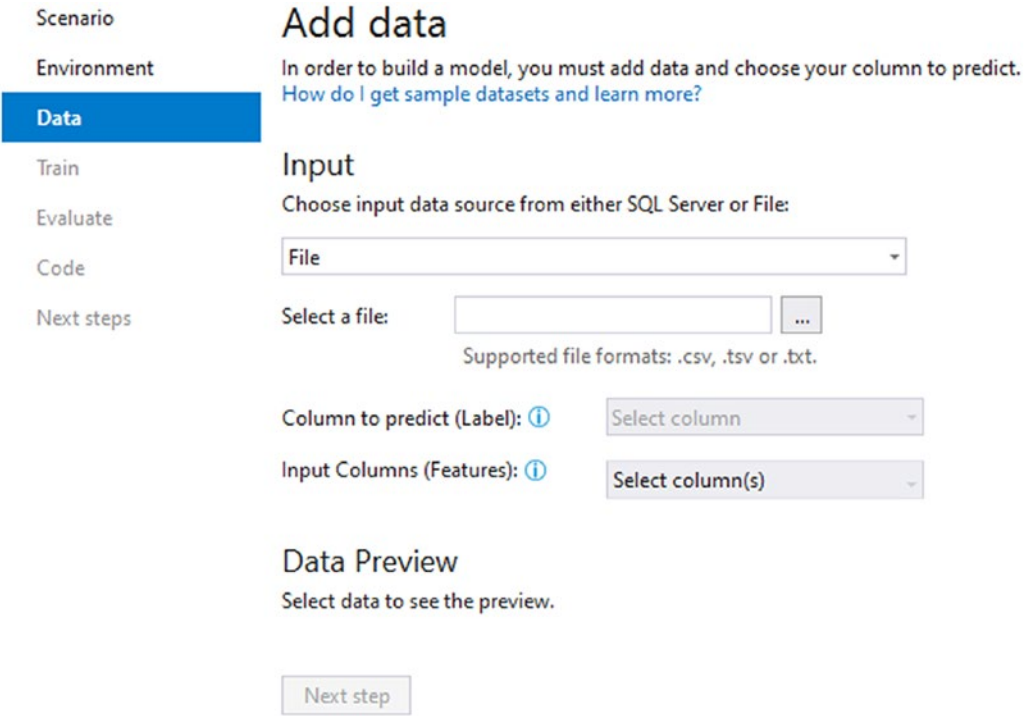 Scenario
Environment
Data
Train
Evaluate
Code
Next steps
Add data
In order to build a model, you must add data and choose your column to predict.
How do I get sample datasets and learn more?
Input
Choose input data source from either SQL Server or File:
File
Select a file:
...
Supported file formats: .csv, .tsv or .txt.
Column to predict (Label):
Select column
Input Columns (Features):
Select column(s)
Data Preview
Select data to see the preview.
Next step